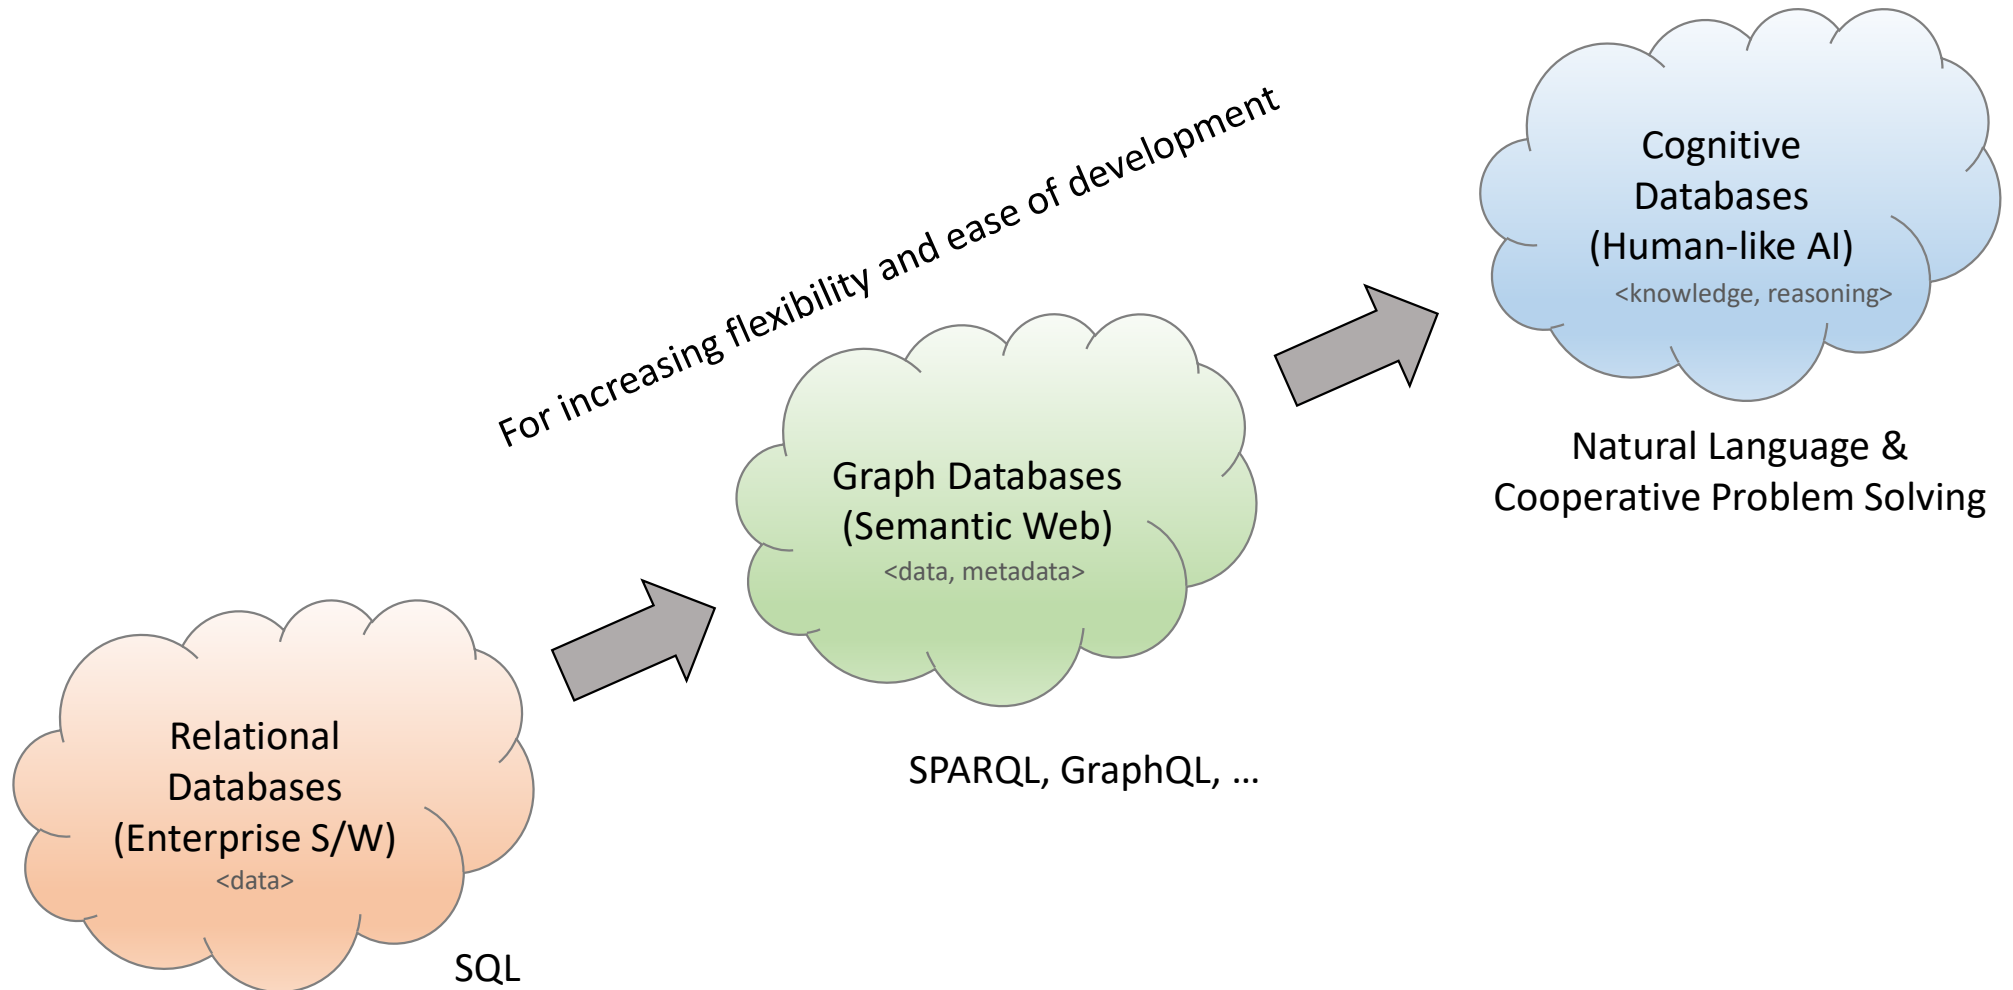 For increasing flexibility and ease of development
Cognitive
Databases
(Human-like AI)
<knowledge, reasoning>
Natural Language &
Cooperative Problem Solving
Graph Databases
(Semantic Web)
<data, metadata>
SPARQL, GraphQL, ...
Relational
Databases
(Enterprise S/W)
<data>
SQL